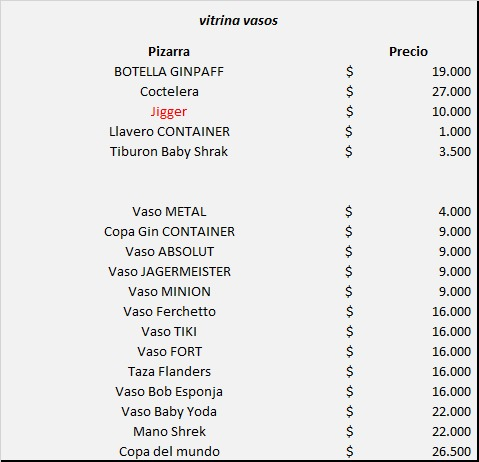 vitrina vasos
Pizarra Precio
BOTELLA GINPAFF $ 19.000
Coctelera $ 27.000
Jigger $ 10.000
Llavero CONTAINER $ 1.000
Tiburon Baby Shrak $ 3.500
Vaso METAL $ 4.000
Copa Gin CONTAINER $ 9.000
Vaso ABSOLUT $ 9.000
Vaso JAGERMEISTER $ 9.000
Vaso MINION $ 9.000
Vaso Ferchetto $ 16.000
Vaso TIKI $ 16.000
Vaso FORT $ 16.000
Taza Flanders $ 16.000
Vaso Bob Esponja $ 16.000
Vaso Baby Yoda $ 22.000
Mano Shrek $ 22.000
Copa del mundo $ 26.500